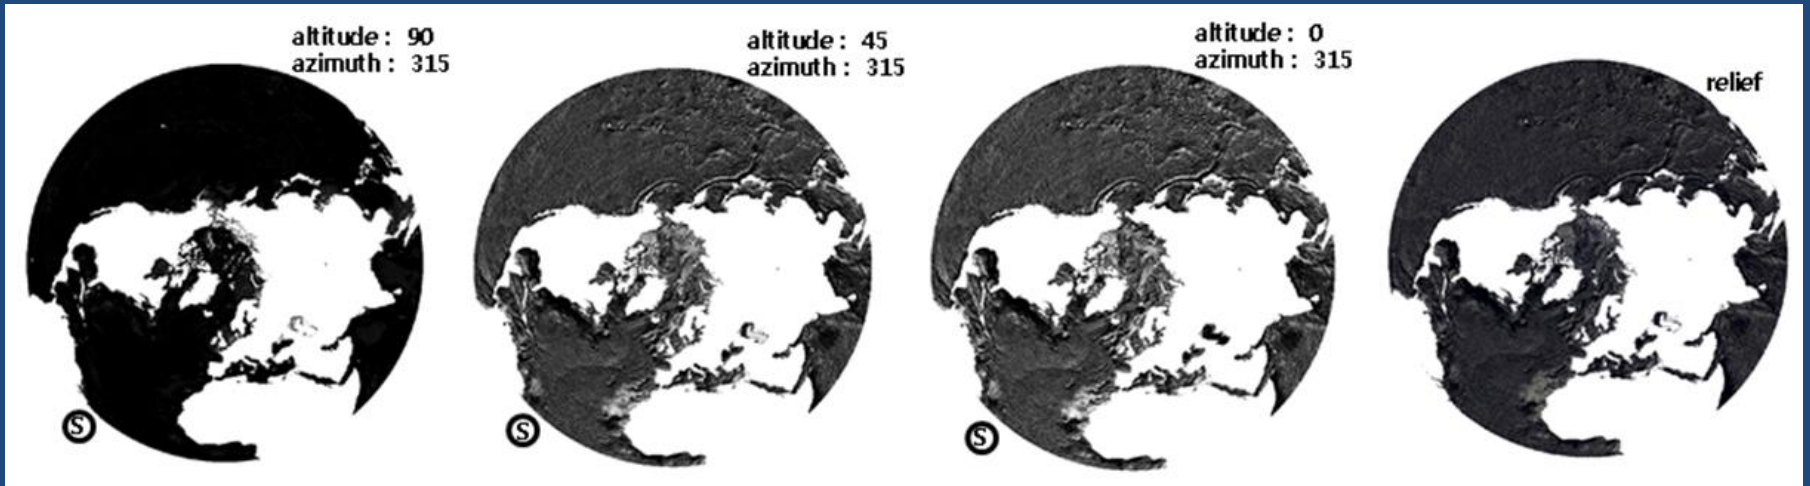 altitude : 90
azimuth : 315
altitude : 45
azimuth : 315
altitude : 0
azimuth : 315
relief
S
S
S